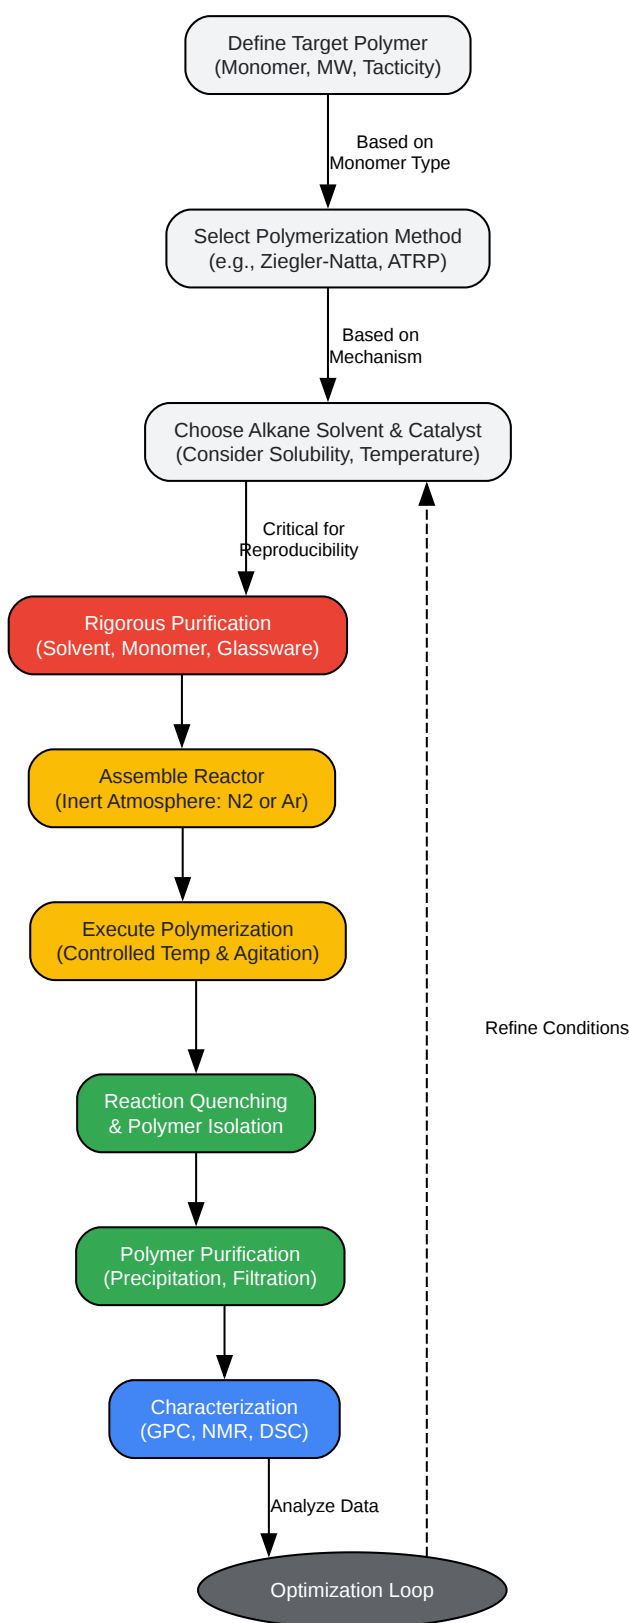 Define Target Polymer
(Monomer, MW, Tacticity)
Based on
Monomer Type
Select Polymerization Method
(e.g., Ziegler-Natta, ATRP)
Based on
Mechanism
Choose Alkane Solvent & Catalyst
(Consider Solubility, Temperature)
Critical for
Reproducibility
Rigorous Purification
(Solvent, Monomer, Glassware)
Assemble Reactor
(Inert Atmosphere: N2 or Ar)
Execute Polymerization
(Controlled Temp & Agitation)
Refine Conditions
Reaction Quenching
& Polymer Isolation
Polymer Purification
(Precipitation, Filtration)
Characterization
(GPC, NMR, DSC)
Analyze Data
Optimization Loop